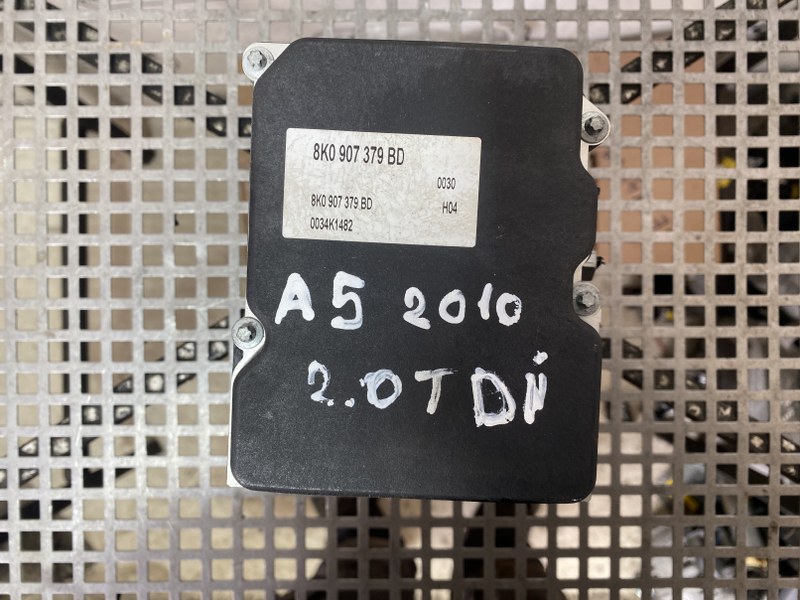 8K0 907 379 BD
0030
8K0 907 379 BD H04
0034K1482
A5 2010
2.0TDi